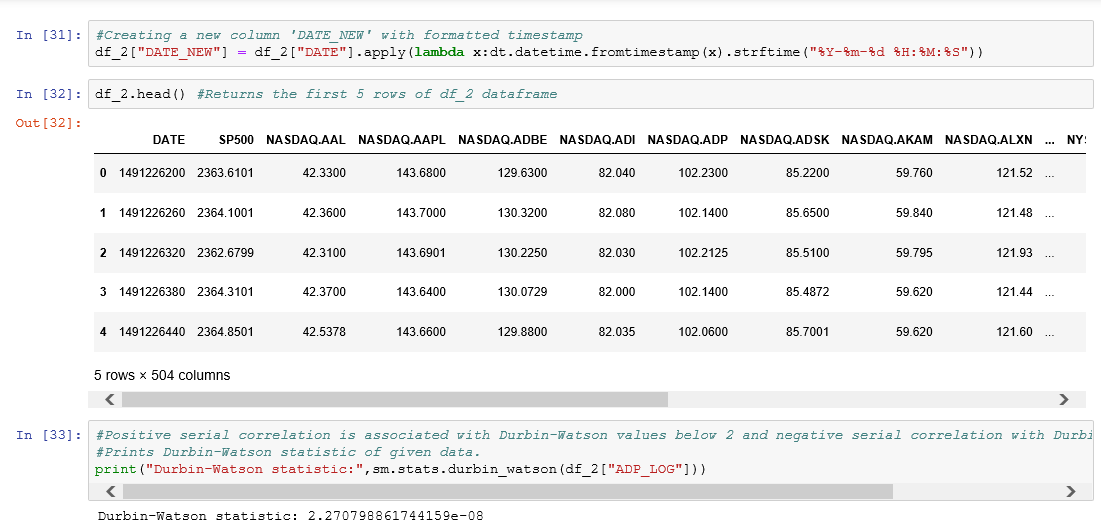 In [31]: #Creating a new column 'DATE_NEW' with formatted timestamp
df_2["DATE_NEW"] = df_2["DATE"].apply(lambda x:dt.datetime.fromtimestamp(x).strftime("%Y-%m-%d %H:%M:%S"))
In [32]: df_2.head() #Returns the first 5 rows of df_2 dataframe
Out[32]:
DATE SP500 NASDAQ.AAL NASDAQ.AAPL NASDAQ.ADBE NASDAQ.ADI NASDAQ.ADP NASDAQ.ADSK NASDAQ.AKAM NASDAQ.ALXN ... NYS
0 1491226200 2363.6101 42.3300 143.6800 129.6300 82.040 102.2300 85.2200 59.760 121.52 ...
1 1491226260 2364.1001 42.3600 143.7000 130.3200 82.080 102.1400 85.6500 59.840 121.48 ...
2 1491226320 2362.6799 42.3100 143.6901 130.2250 82.030 102.2125 85.5100 59.795 121.93 ...
3 1491226380 2364.3101 42.3700 143.6400 130.0729 82.000 102.1400 85.4872 59.620 121.44 ...
4 1491226440 2364.8501 42.5378 143.6600 129.8800 82.035 102.0600 85.7001 59.620 121.60 ...
5 rows × 504 columns
In [33]: #Positive serial correlation is associated with Durbin-Watson values below 2 and negative serial correlation with Durbi
#Prints Durbin-Watson statistic of given data.
print("Durbin-Watson statistic:",sm.stats.durbin_watson(df_2["ADP_LOG"]))
Durbin-Watson statistic: 2.270798861744159e-08